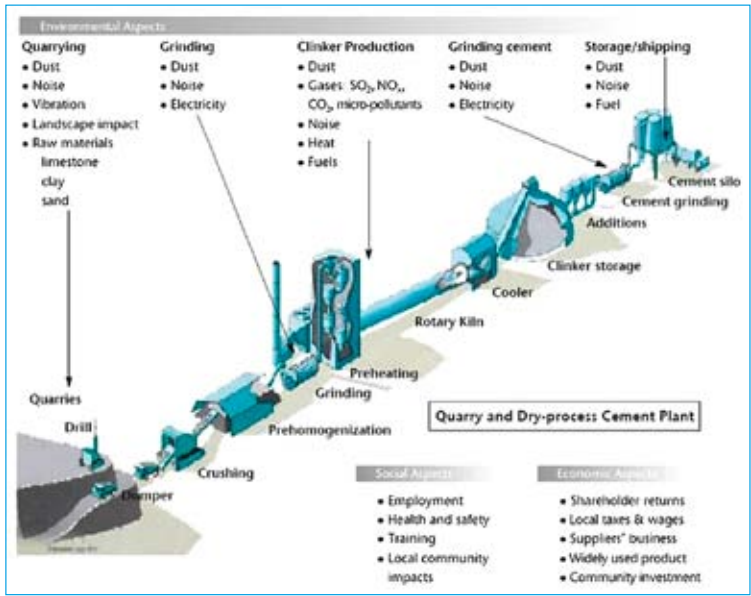 Environmental Aspects
Quarrying
• Dust
• Noise
• Vibration
• Landscape impact
• Raw materials
limestone
clay
sand
Grinding
• Dust
• Noise
• Electricity
Clinker Production
• Dust
• Gases: SO₂, NOₓ,
CO₂, micro-pollutants
• Noise
• Heat
• Fuels
Grinding cement
• Dust
• Noise
• Electricity
Storage/shipping
• Dust
• Noise
• Fuel
Cement silo
Cement grinding
Additions
Clinker storage
Cooler
Rotary Kiln
Preheating
Grinding
Prehomogenization
Crushing
Quarries
Drill
Dumper
Quarry and Dry-process Cement Plant
Social Aspects
• Employment
• Health and safety
• Training
• Local community
impacts
Economic Aspects
• Shareholder returns
• Local taxes & wages
• Suppliers' business
• Widely used product
• Community investment